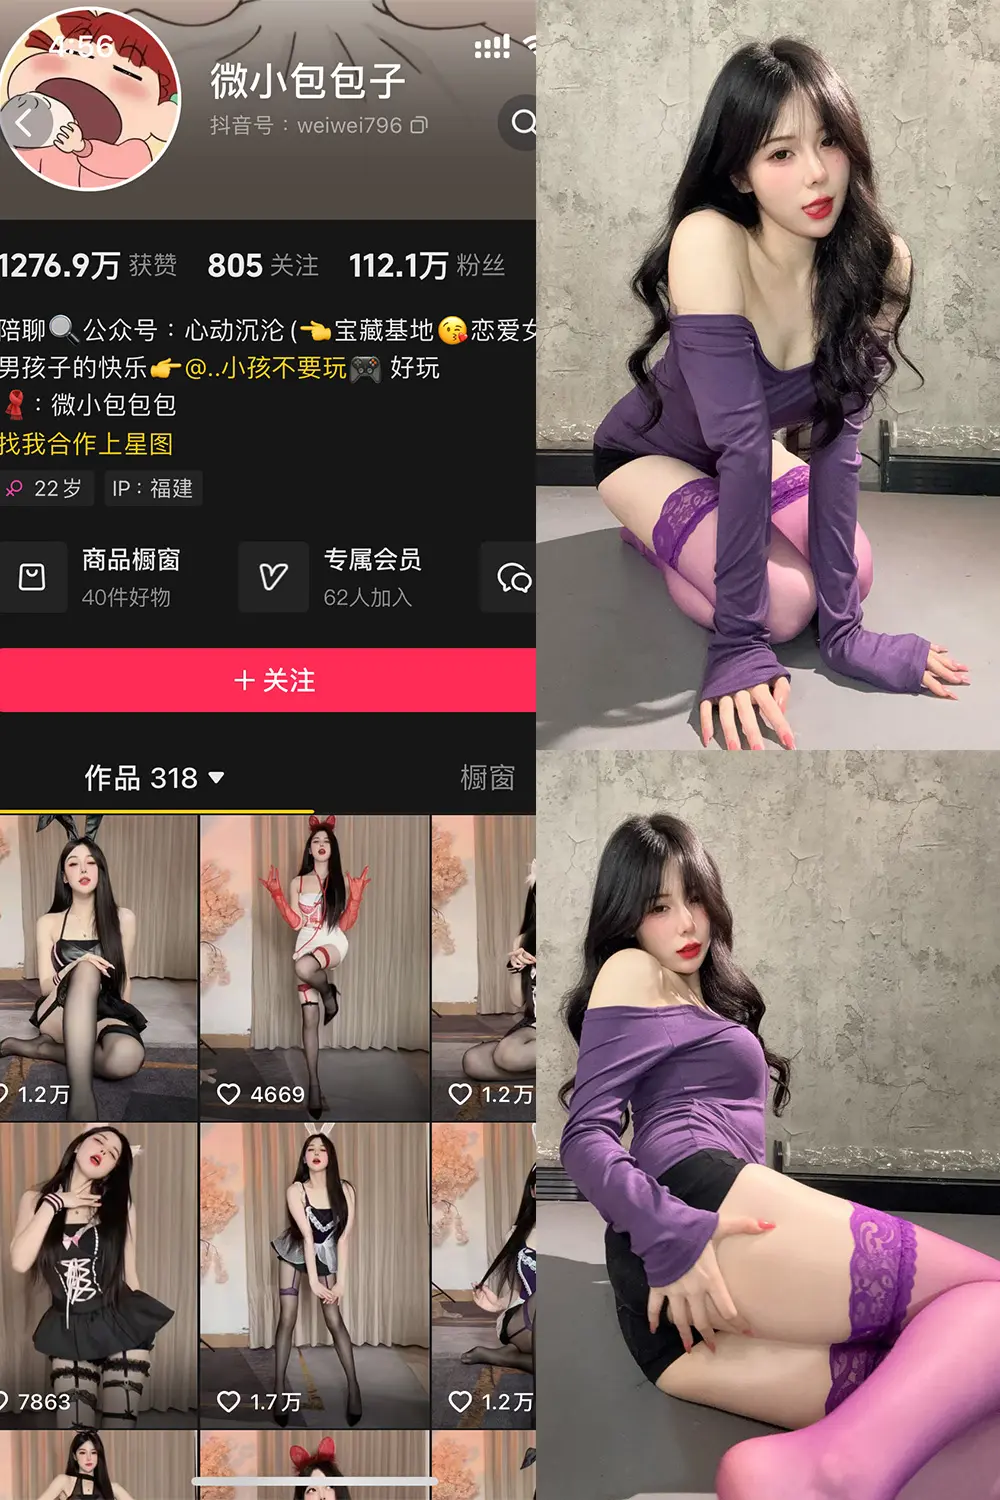 4:56
微小包包子
抖音号：weiwei796
1276.9万 获赞 805 关注 112.1万 粉丝
陪聊🔍公众号：心动沉沦(👈宝藏基地😘恋爱
男孩子的快乐👉@..小孩不要玩🎮 好玩
🧣：微小包包包
找我合作上星图
22岁 IP：福建
商品橱窗
40件好物
专属会员
62人加入
+ 关注
作品 318
橱窗
1.2万
4669
1.2万
7863
1.7万
1.2万